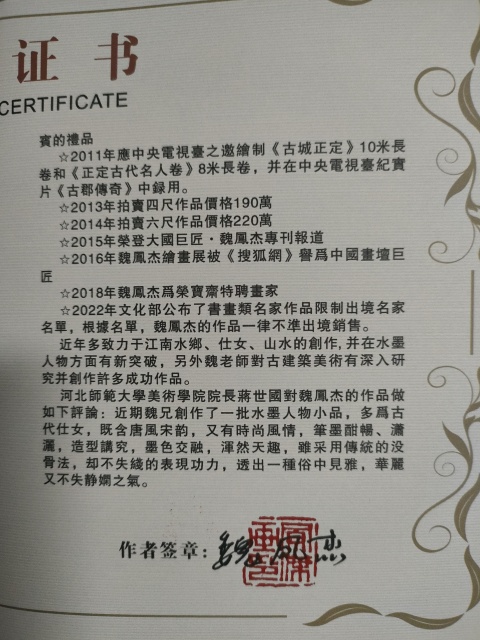 证书
CERTIFICATE
賓的禮品
☆2011年應中央電視臺之邀繪制《古城正定》10米長
卷和《正定古代名人卷》8米長卷，并在中央電視臺紀實
片《古郡傳奇》中録用。
☆2013年拍賣四尺作品價格190萬
☆2014年拍賣六尺作品價格220萬
☆2015年榮登大國巨匠·魏鳳杰專刊報道
☆2016年魏鳳杰繪畫展被《搜狐網》譽爲中國畫壇巨
匠
☆2018年魏鳳杰爲榮寶齋特聘畫家
☆2022年文化部公布了書畫類名家作品限制出境名家
名單，根據名單，魏鳳杰的作品一律不準出境銷售。
近年多致力于江南水鄉、仕女、山水的創作,并在水墨
人物方面有新突破，另外魏老師對古建築美術有深入研
究并創作許多成功作品。
河北師範大學美術學院院長蔣世國對魏鳳杰的作品做
如下評論：近期魏兄創作了一批水墨人物小品，多爲古
代仕女，既含唐風宋韵，又有時尚風情，筆墨酣暢、瀟
灑，造型講究，墨色交融，渾然天趣，雖采用傳統的没
骨法，却不失綫的表現功力，透出一種俗中見雅，華麗
又不失静嫻之氣。
作者签章：魏鳳杰